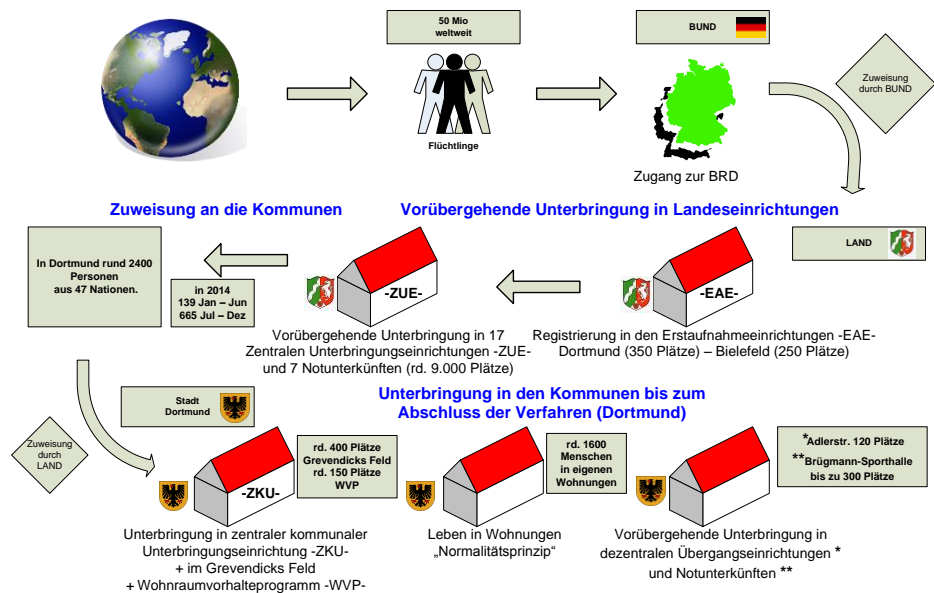 50 Mio
weltweit
Flüchtlinge
BUND
Zugang zur BRD
Zuweisung
durch BUND
Zuweisung an die Kommunen
Vorübergehende Unterbringung in Landeseinrichtungen
LAND
In Dortmund rund 2400
Personen
aus 47 Nationen.
in 2014
139 Jan – Jun
665 Jul – Dez
-ZUE-
-EAE-
Vorübergehende Unterbringung in 17
Zentralen Unterbringungseinrichtungen -ZUE-
und 7 Notunterkünften (rd. 9.000 Plätze)
Registrierung in den Erstaufnahmeeinrichtungen -EAE-
Dortmund (350 Plätze) – Bielefeld (250 Plätze)
Unterbringung in den Kommunen bis zum
Abschluss der Verfahren (Dortmund)
Stadt
Dortmund
Zuweisung
durch
LAND
-ZKU-
rd. 400 Plätze
Grevendicks Feld
rd. 150 Plätze
WVP
rd. 1600
Menschen
in eigenen
Wohnungen
*Adlerstr. 120 Plätze
**Brügmann-Sporthalle
bis zu 300 Plätze
Unterbringung in zentraler kommunaler
Unterbringungseinrichtung -ZKU-
+ im Grevendicks Feld
+ Wohnraumvorhalteprogramm -WVP-
Leben in Wohnungen
„Normalitätsprinzip“
Vorübergehende Unterbringung in
dezentralen Übergangseinrichtungen *
und Notunterkünften **